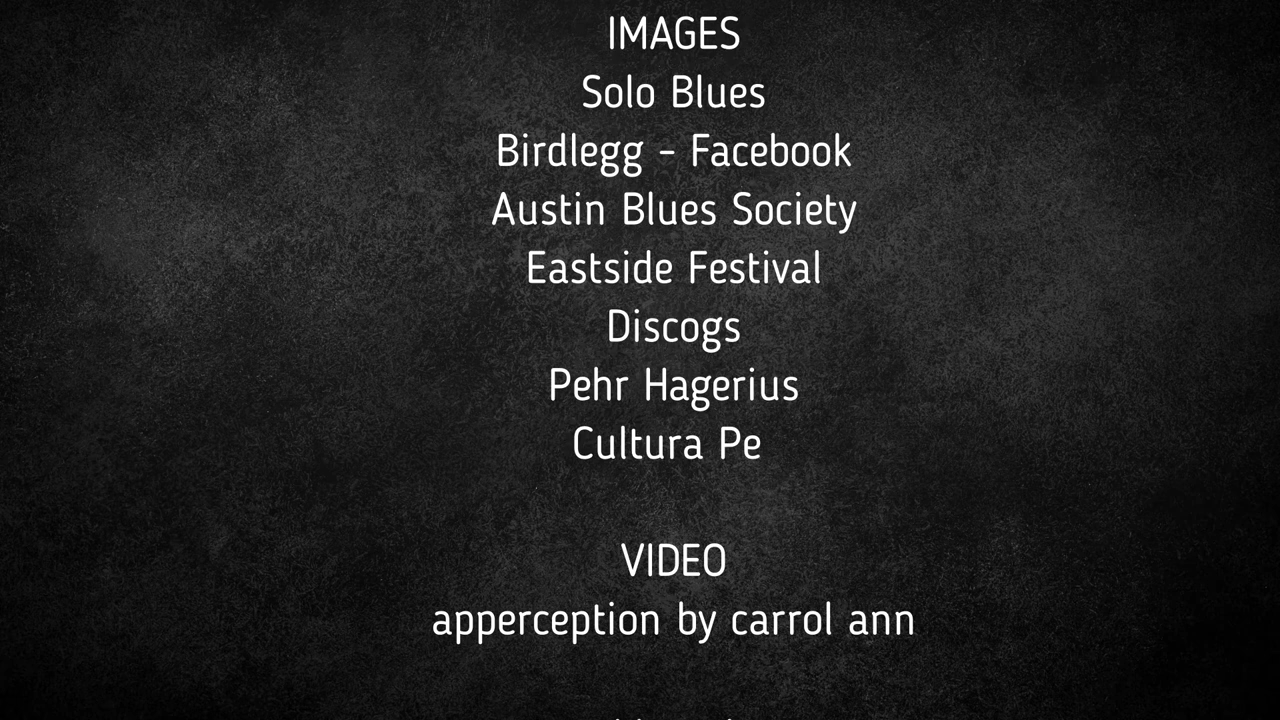 IMAGES
Solo Blues
Birdlegg - Facebook
Austin Blues Society
Eastside Festival
Discogs
Pehr Hagerius
Cultura Pe
VIDEO
apperception by carrol ann